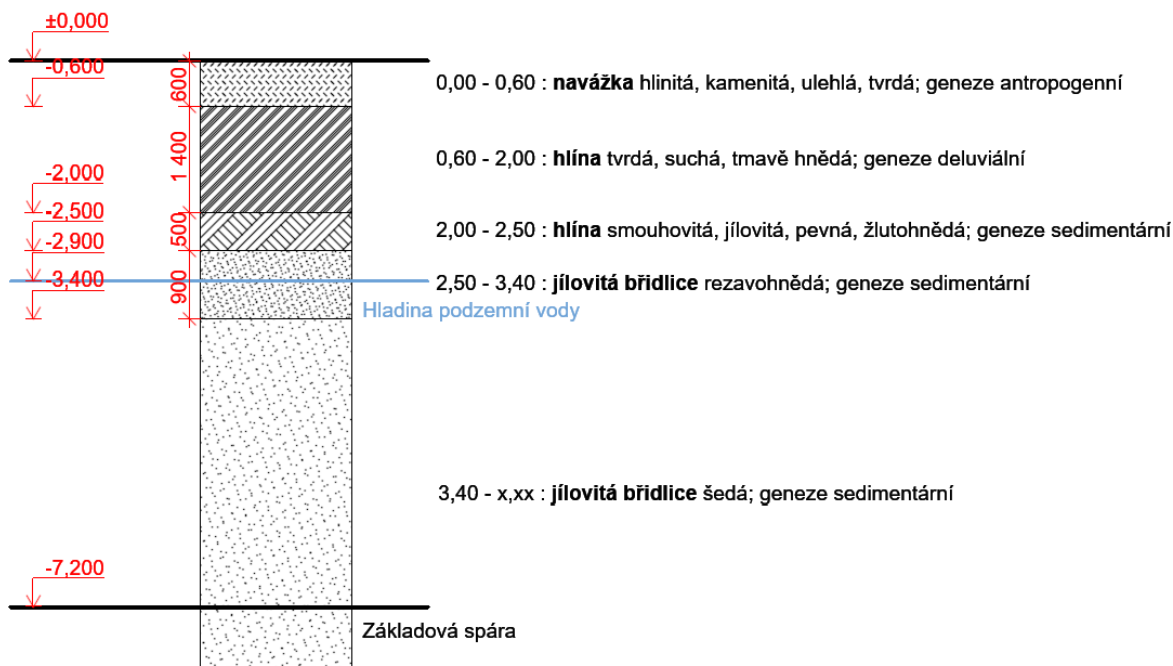 ±0,000
-0,600
600
0,00 - 0,60 : navážka hlinitá, kamenitá, ulehlá, tvrdá; geneze antropogenní
1 400
0,60 - 2,00 : hlína tvrdá, suchá, tmavě hnědá; geneze deluviální
-2,000
-2,500
500
2,00 - 2,50 : hlína smouhovitá, jílovitá, pevná, žlutohnědá; geneze sedimentární
-2,900
-3,400
900
2,50 - 3,40 : jílovitá břidlice rezavohnědá; geneze sedimentární
Hladina podzemní vody
3,40 - x,xx : jílovitá břidlice šedá; geneze sedimentární
-7,200
Základová spára